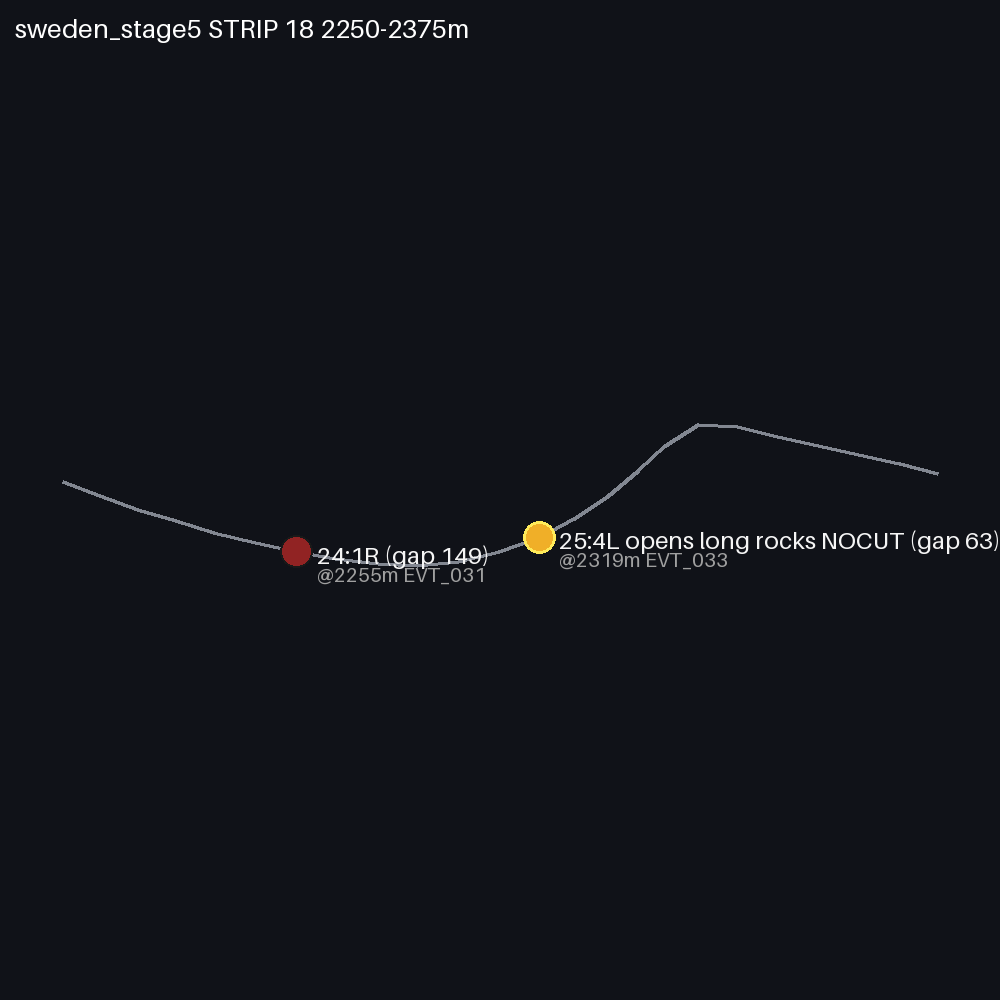 sweden_stage5 STRIP 18 2250-2375m
24:1R (gap 149)
@2255m EVT_031
25:4L opens long rocks NOCUT (gap 63)
@2319m EVT_033